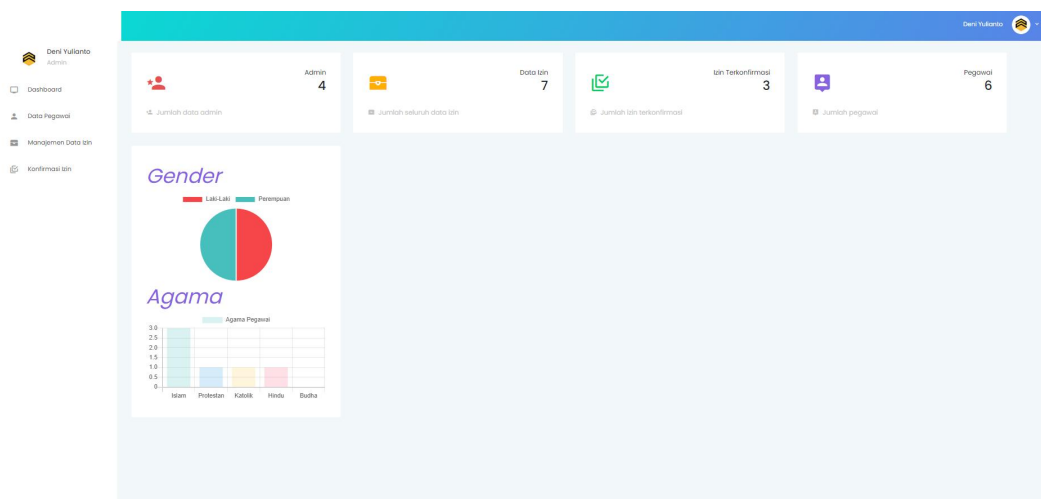 Deni Yulianto
Deni Yulianto
Admin
Dashboard
Data Pegawai
Manajemen Data Izin
Konfirmasi Izin
Admin
4
Jumlah data admin
Data Izin
7
Jumlah seluruh data izin
Izin Terkonfirmasi
3
Jumlah izin terkonfirmasi
Pegawai
6
Jumlah pegawai
Gender
Laki-Laki Perempuan
Agama
Agama Pegawai
3.0
2.5
2.0
1.5
1.0
0.5
0
Islam Protestan Katolik Hindu Budha